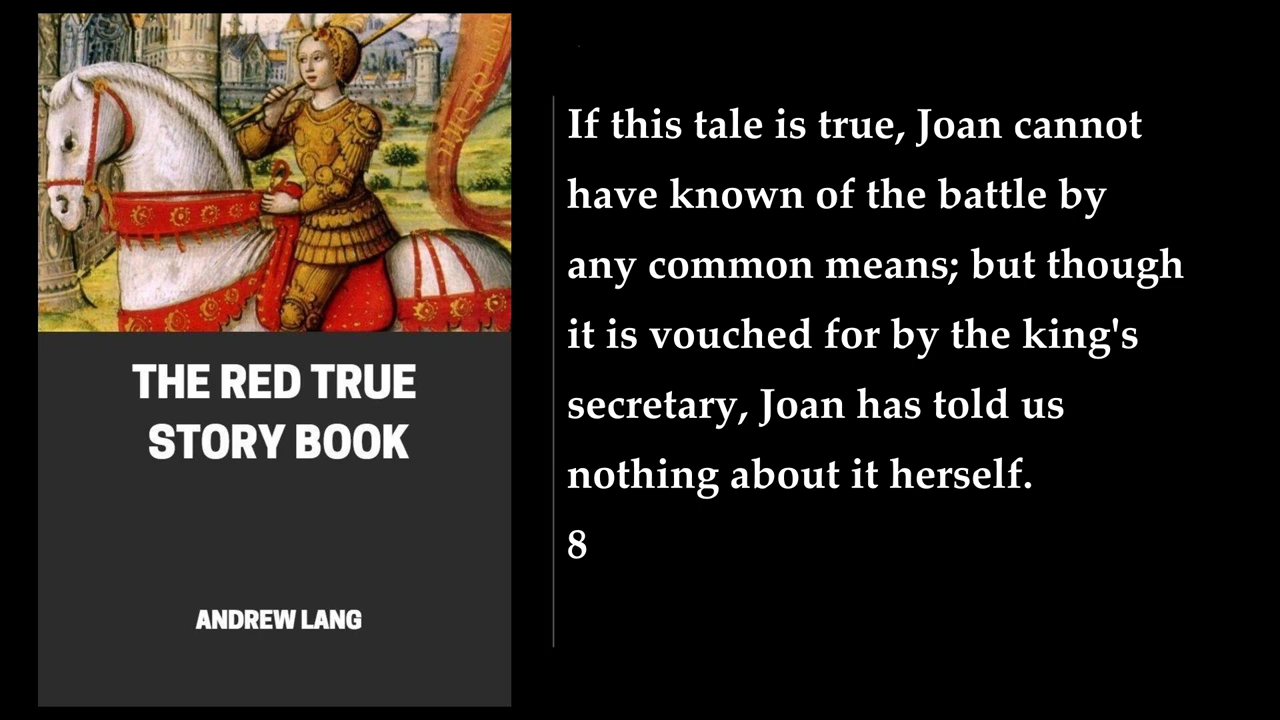 THE RED TRUE
STORY BOOK
ANDREW LANG
If this tale is true, Joan cannot
have known of the battle by
any common means; but though
it is vouched for by the king's
secretary, Joan has told us
nothing about it herself.
8